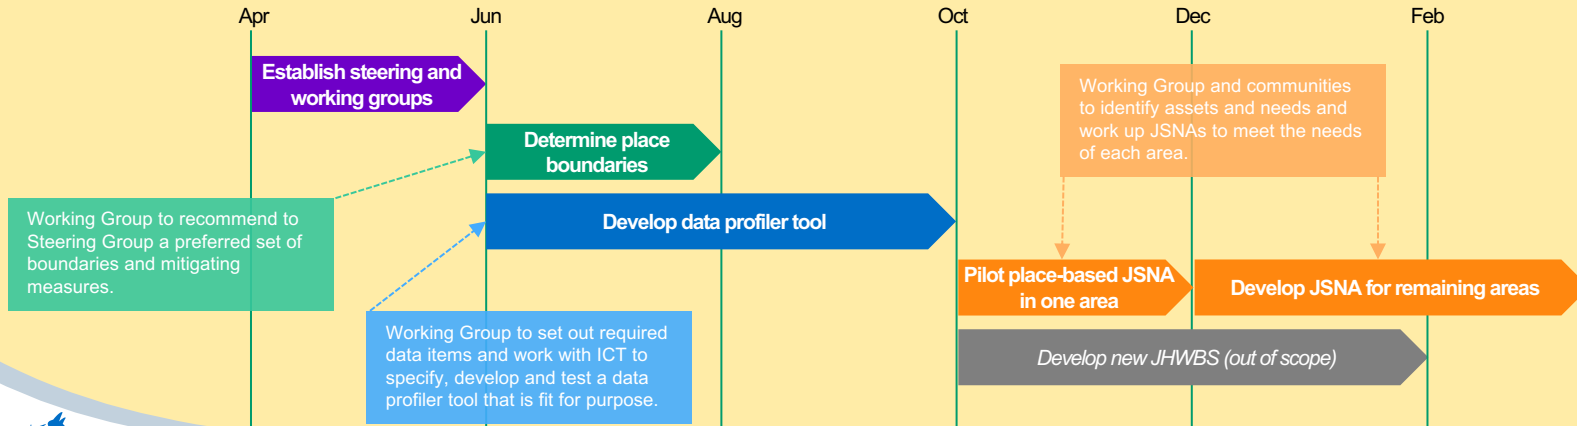 Apr
Jun
Aug
Oct
Dec
Feb
Establish steering and
working groups
Working Group and communities
to identify assets and needs and
work up JSNAs to meet the needs
of each area.
Determine place
boundaries
Working Group to recommend to
Steering Group a preferred set of
boundaries and mitigating
measures.
Develop data profiler tool
Pilot place-based JSNA
in one area
Develop JSNA for remaining areas
Working Group to set out required
data items and work with ICT to
specify, develop and test a data
profiler tool that is fit for purpose.
Develop new JHWBS (out of scope)